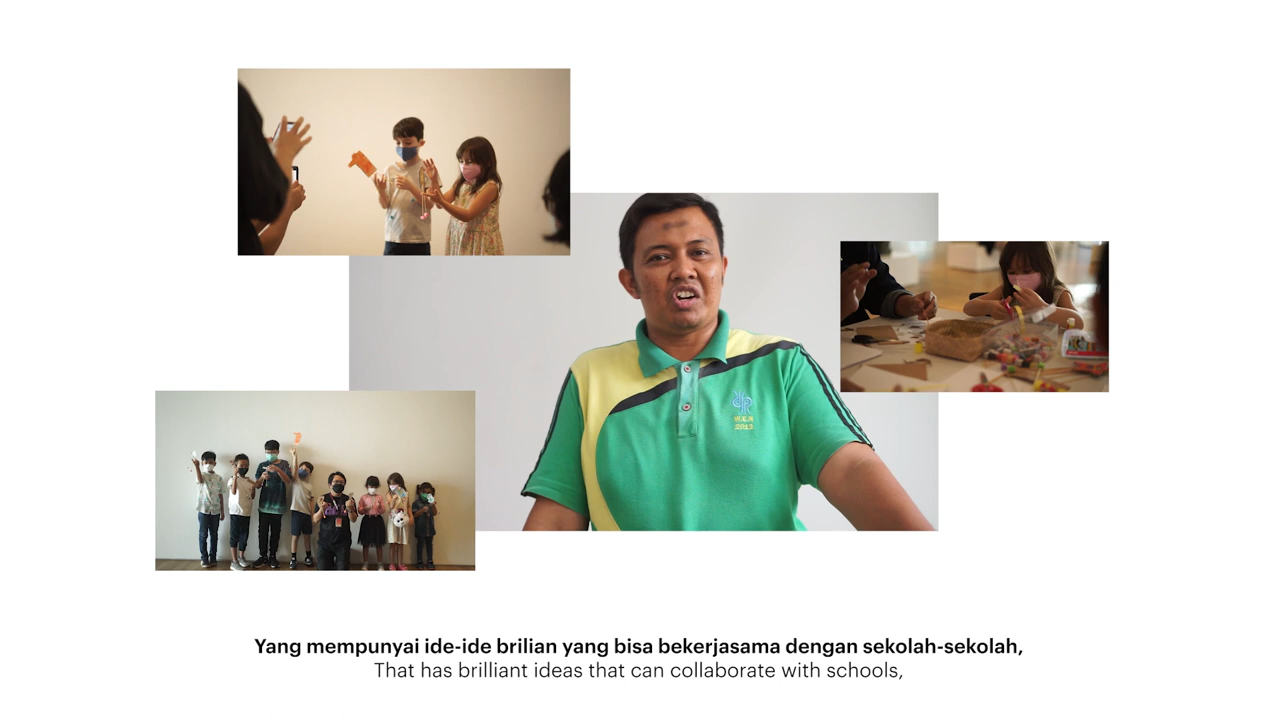 2013
Yang mempunyai ide-ide brilian yang bisa bekerjasama dengan sekolah-sekolah,
That has brilliant ideas that can collaborate with schools,